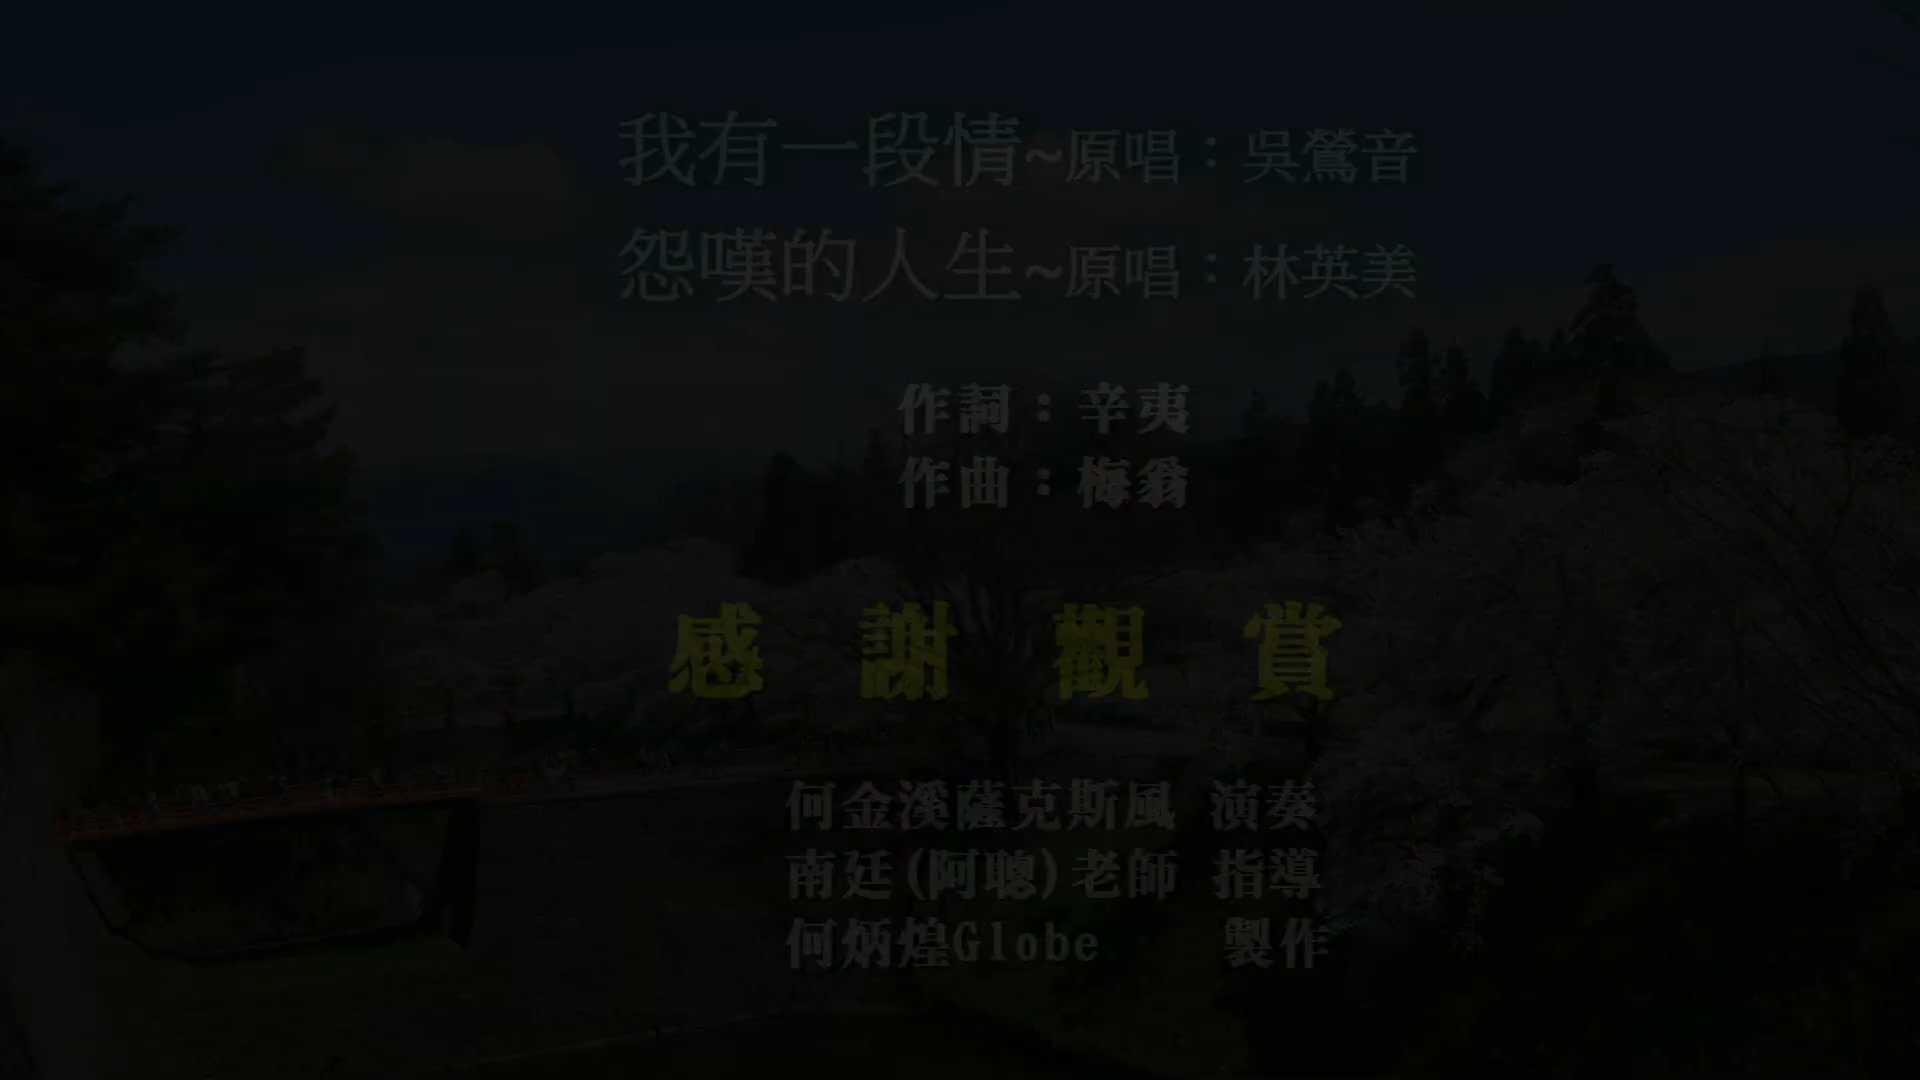 我有一段情~原唱：吳鶯音
怨嘆的人生~原唱：林英美
作詞：辛夷
作曲：梅翁
感謝觀賞
何金溪薩克斯風 演奏
南廷(阿聰)老師 指導
何炳煌Globe 製作